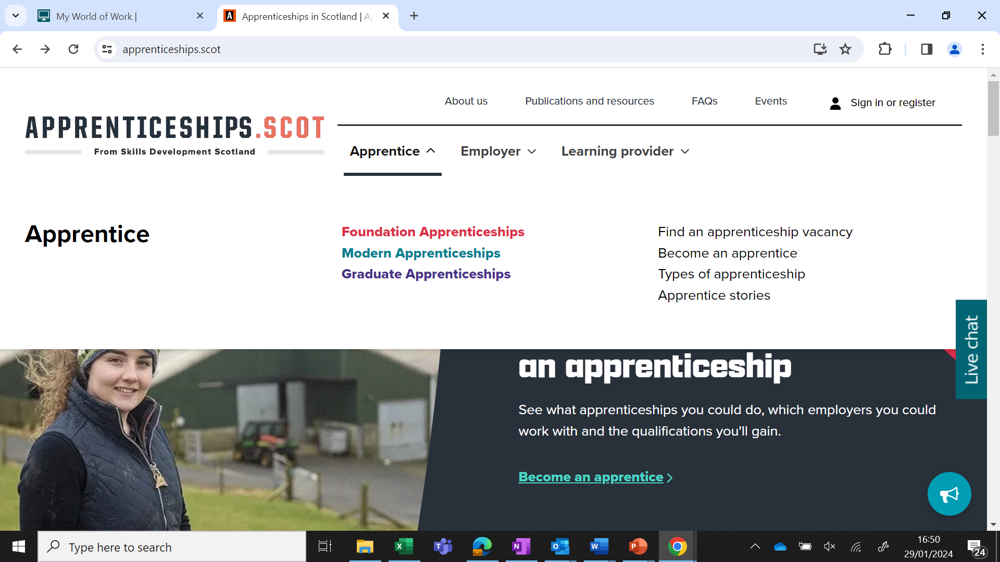 My World of Work |
Apprenticeships in Scotland |
apprenticeships.scot
About us
Publications and resources
FAQs
Events
Sign in or register
APPRENTICESHIPS.SCOT
From Skills Development Scotland
Apprentice
Employer
Learning provider
Apprentice
Foundation Apprenticeships
Modern Apprenticeships
Graduate Apprenticeships
Find an apprenticeship vacancy
Become an apprentice
Types of apprenticeship
Apprentice stories
Live chat
an apprenticeship
See what apprenticeships you could do, which employers you could
work with and the qualifications you'll gain.
Become an apprentice
Type here to search
16:50
29/01/2024
24